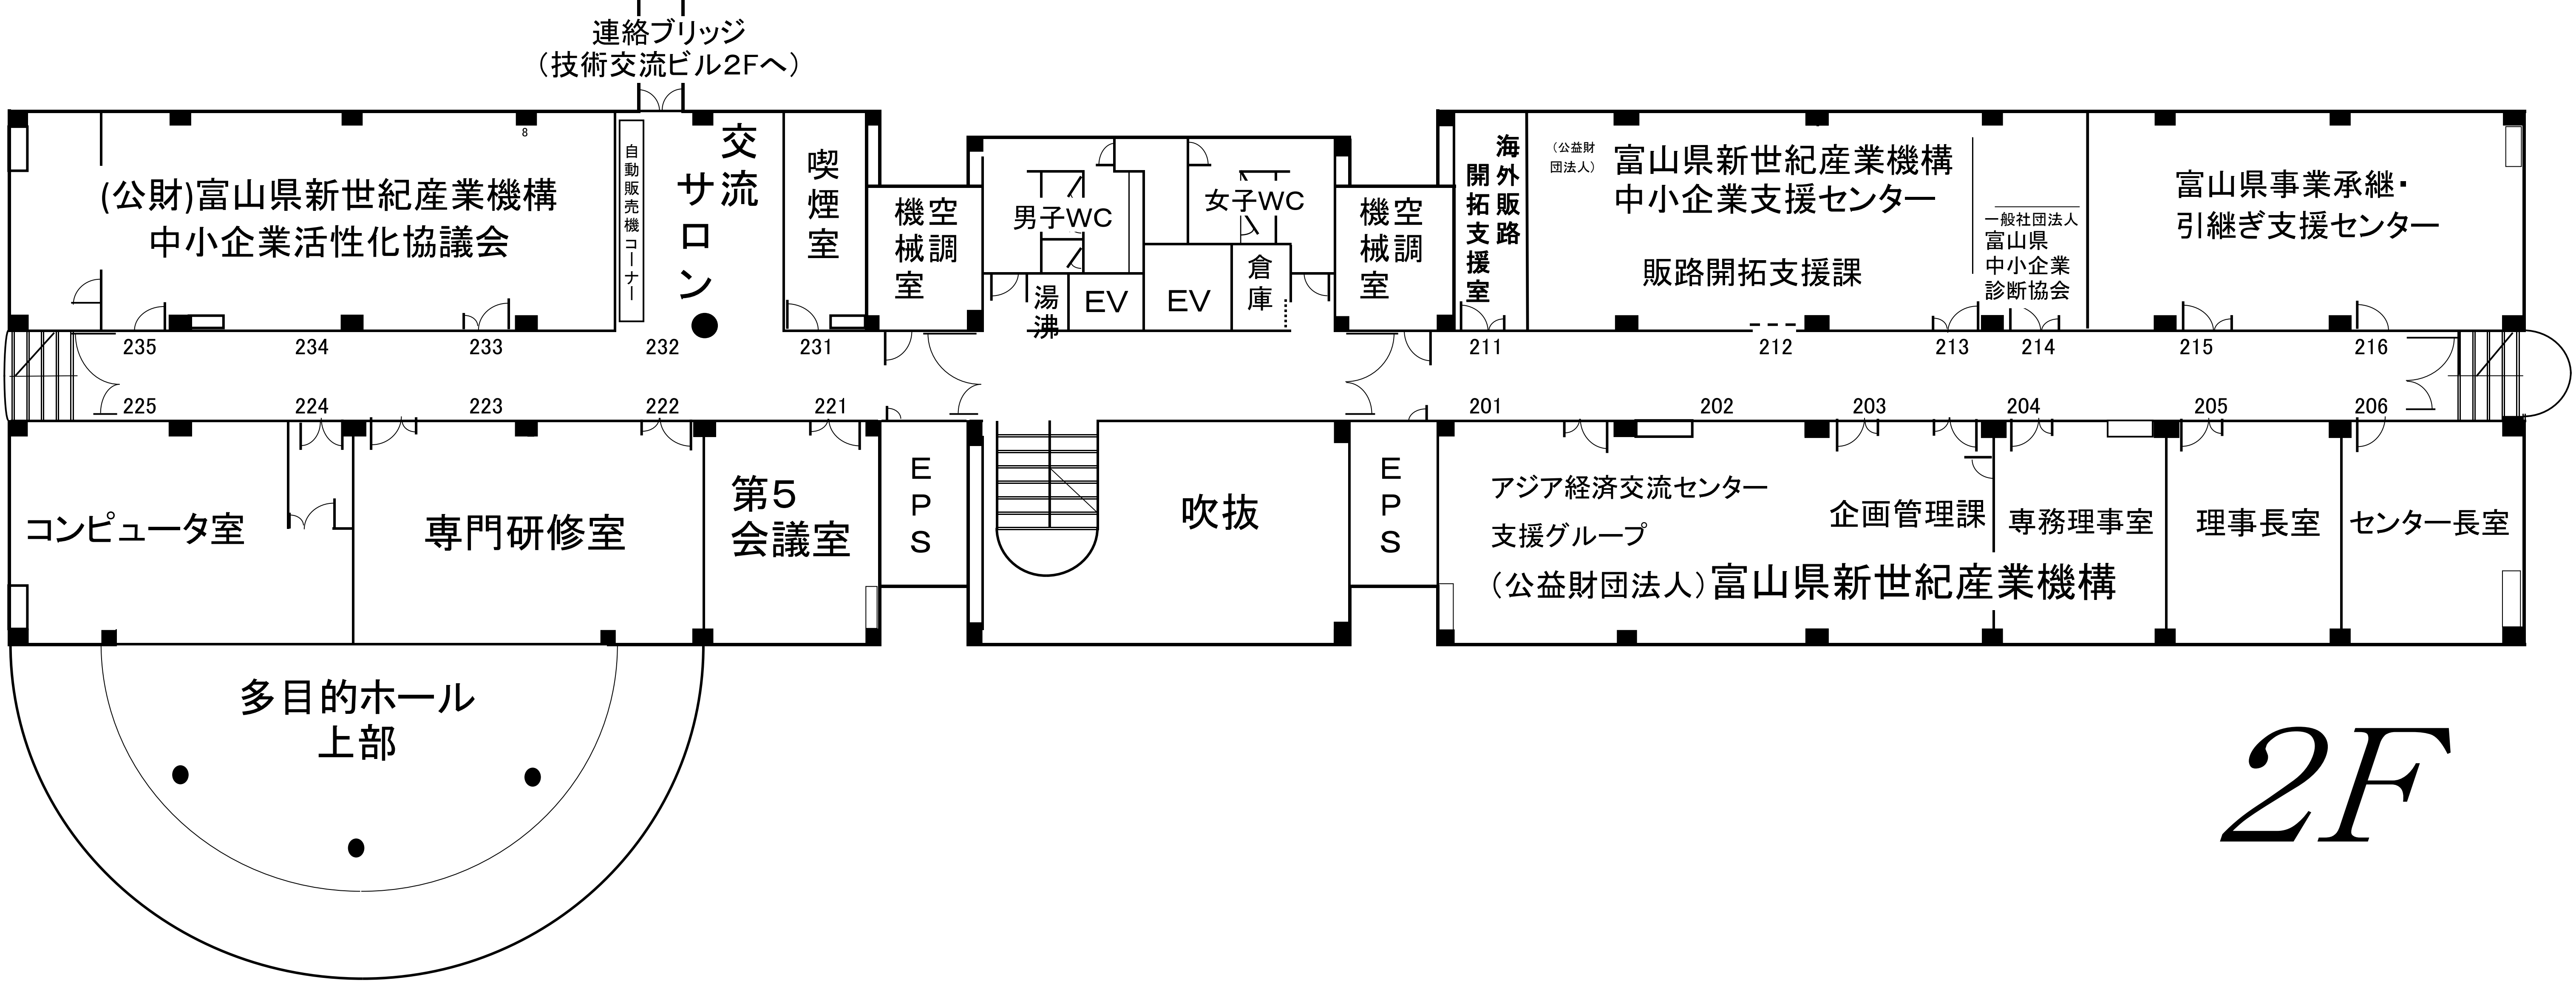 連絡ブリッジ
（技術交流ビル２Fへ）
8
(公財)富山県新世紀産業機構
中小企業活性化協議会
自動販売機コーナー
交流
サロン
喫煙室
空調
機械室
男子WC
女子WC
湯沸
EV
EV
倉庫
空調
機械室
海外販路
開拓支援室
（公益財
団法人）
富山県新世紀産業機構
中小企業支援センター
販路開拓支援課
一般社団法人
富山県
中小企業
診断協会
富山県事業承継・
引継ぎ支援センター
235
234
233
232
231
211
212
213
214
215
216
225
224
223
222
221
201
202
203
204
205
206
コンピュータ室
専門研修室
第５
会議室
EPS
吹抜
EPS
アジア経済交流センター
支援グループ
企画管理課
（公益財団法人）富山県新世紀産業機構
専務理事室
理事長室
センター長室
多目的ホール
上部
2F